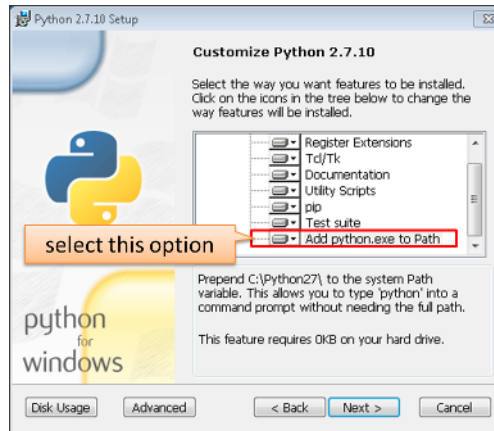 Python 2.7.10 Setup
Customize Python 2.7.10
Select the way you want features to be installed.
Click on the icons in the tree below to change the
way features will be installed.
Register Extensions
Tcl/Tk
Documentation
Utility Scripts
pip
Test suite
Add python.exe to Path
select this option
Prepend C:\Python27\ to the system Path
variable. This allows you to type 'python' into a
command prompt without needing the full path.
This feature requires 0KB on your hard drive.
python
for
windows
Disk Usage
Advanced
< Back
Next >
Cancel